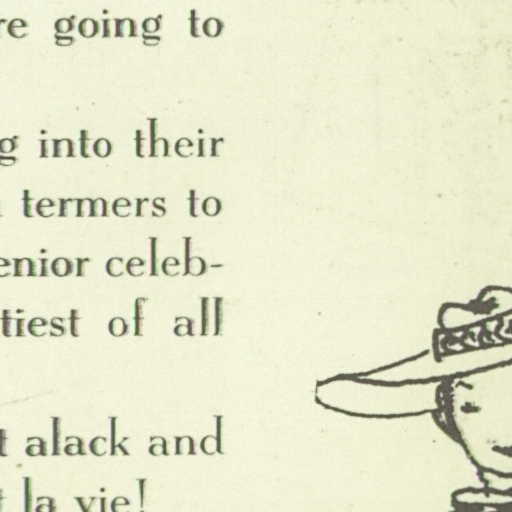 re going to
g into their
termers to
enior celeb-
tiest of all
t alack and
t la vie!